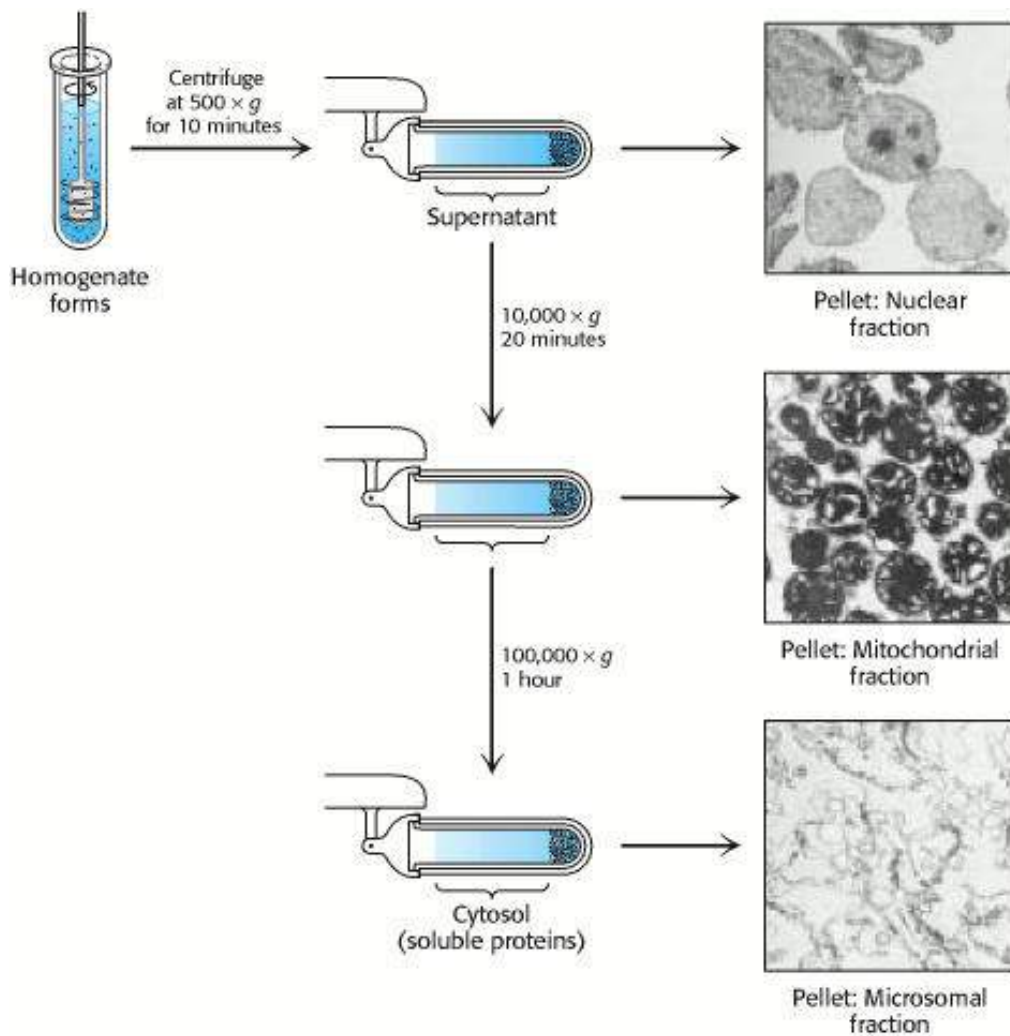 Centrifuge
at 500 × g
for 10 minutes
Homogenate
forms
Supernatant
Pellet: Nuclear
fraction
10,000 × g
20 minutes
Pellet: Mitochondrial
fraction
100,000 × g
1 hour
Cytosol
(soluble proteins)
Pellet: Microsomal
fraction